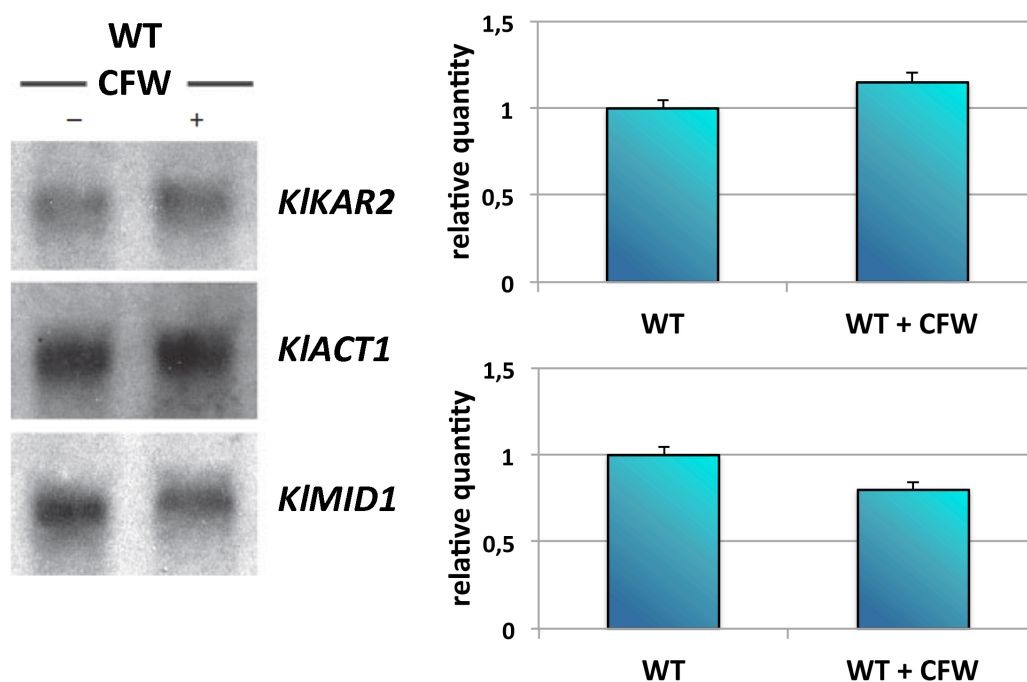 WT
CFW
– +
KlKAR2
KlACT1
KlMID1
1,5
1
0,5
0
relative quantity
WT WT + CFW
1,5
1
0,5
0
relative quantity
WT WT + CFW